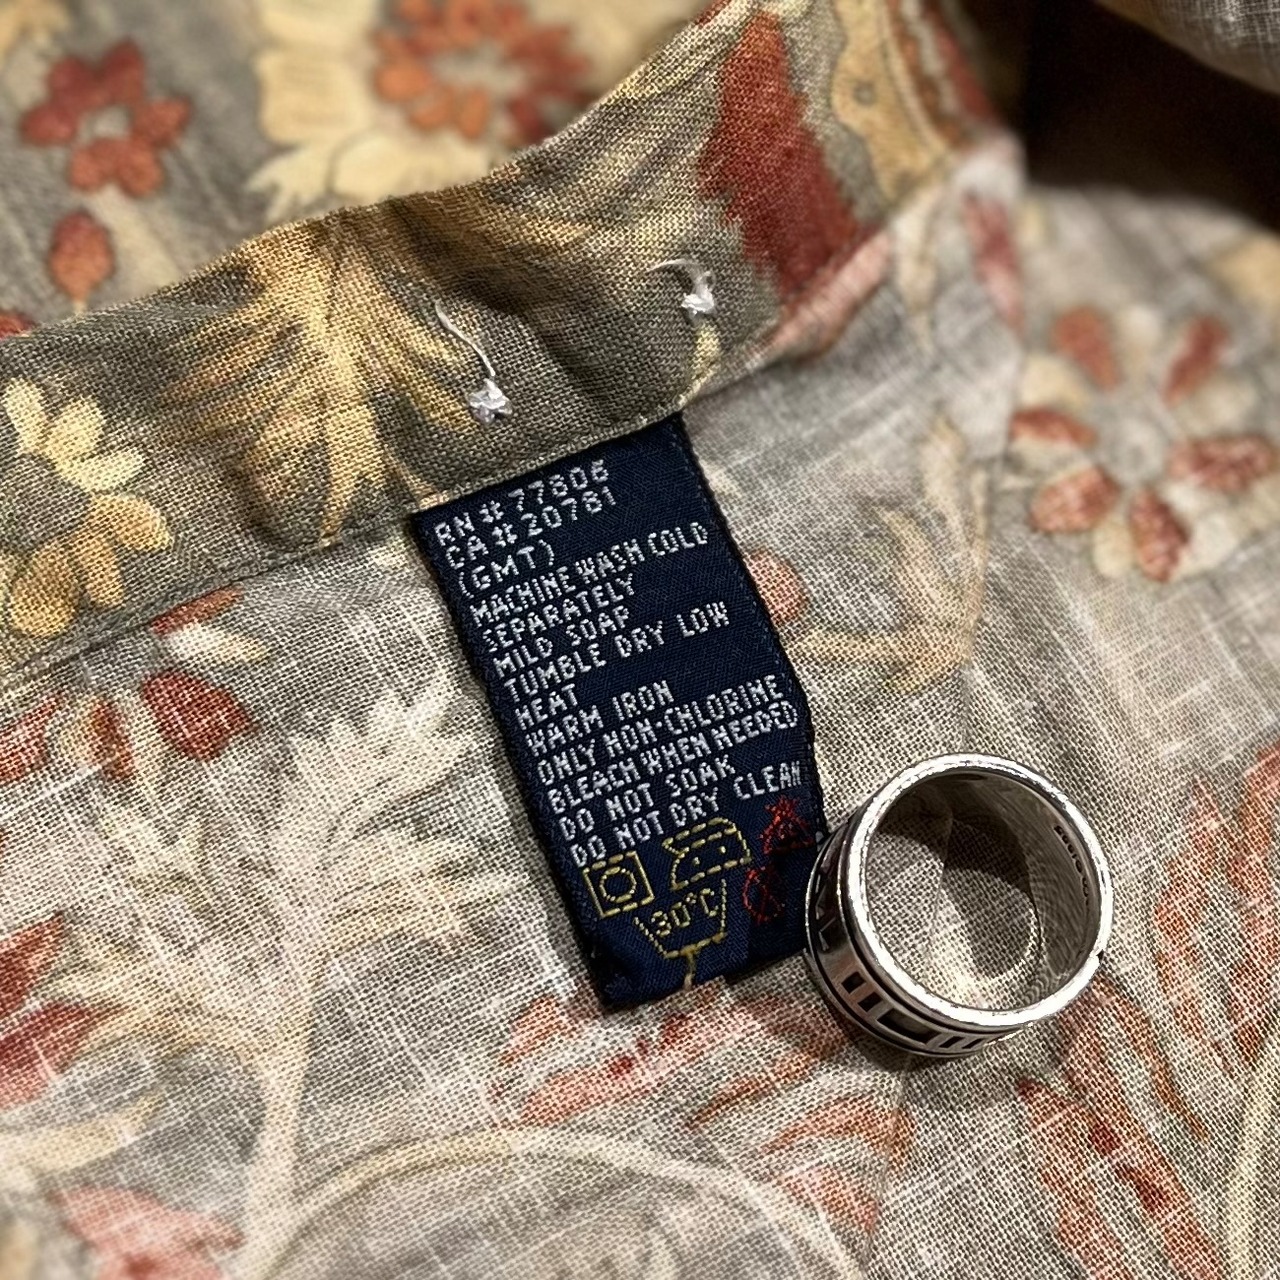 RN#77806
CA#20781
(GMT)
MACHINE WASH COLD
SEPARATELY
MILD SOAP
TUMBLE DRY LOW
HEAT
WARM IRON
ONLY NON-CHLORINE
BLEACH WHEN NEEDED
DO NOT SOAK
DO NOT DRY CLEAN
30°C